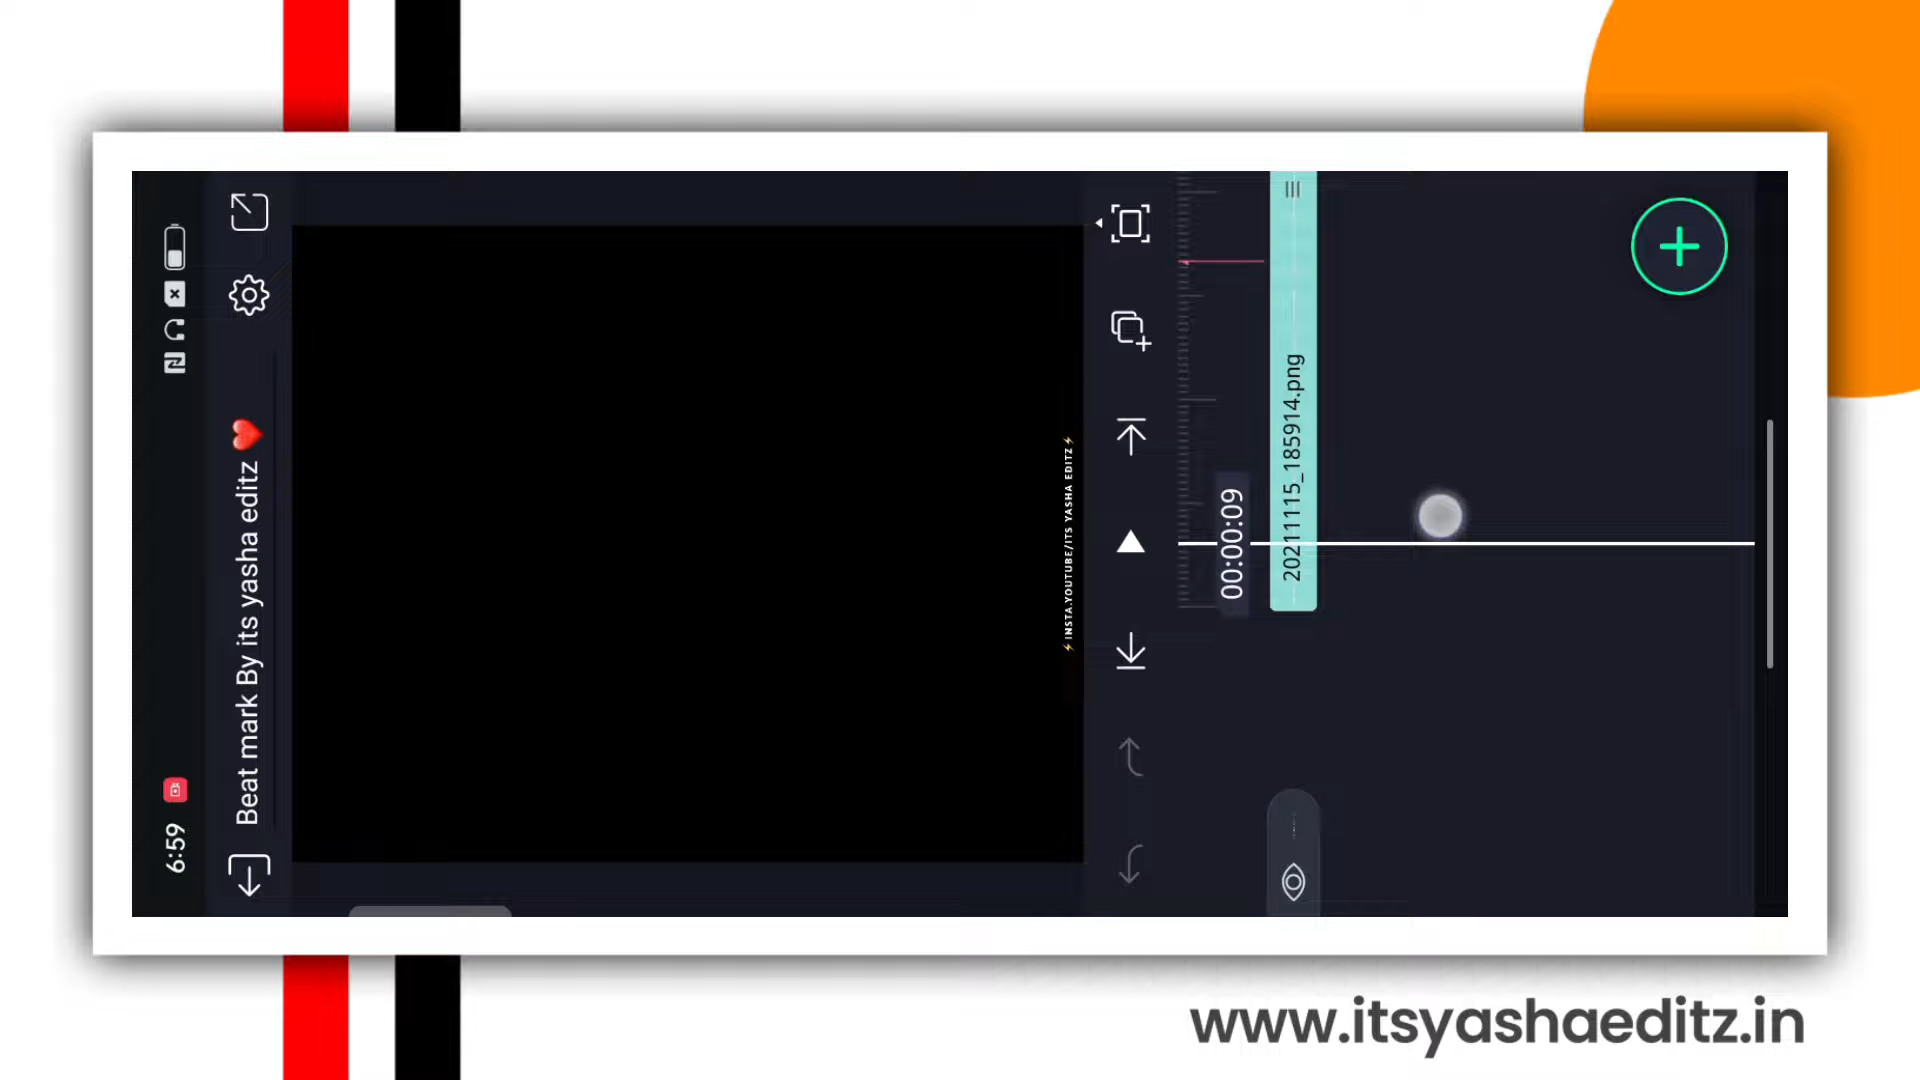 6:59
Beat mark By its yasha editz ❤️
⚡INSTA.YOUTUBE/ITS YASHA EDITZ⚡
00:00:09
20211115_185914.png
www.itsyashaeditz.in